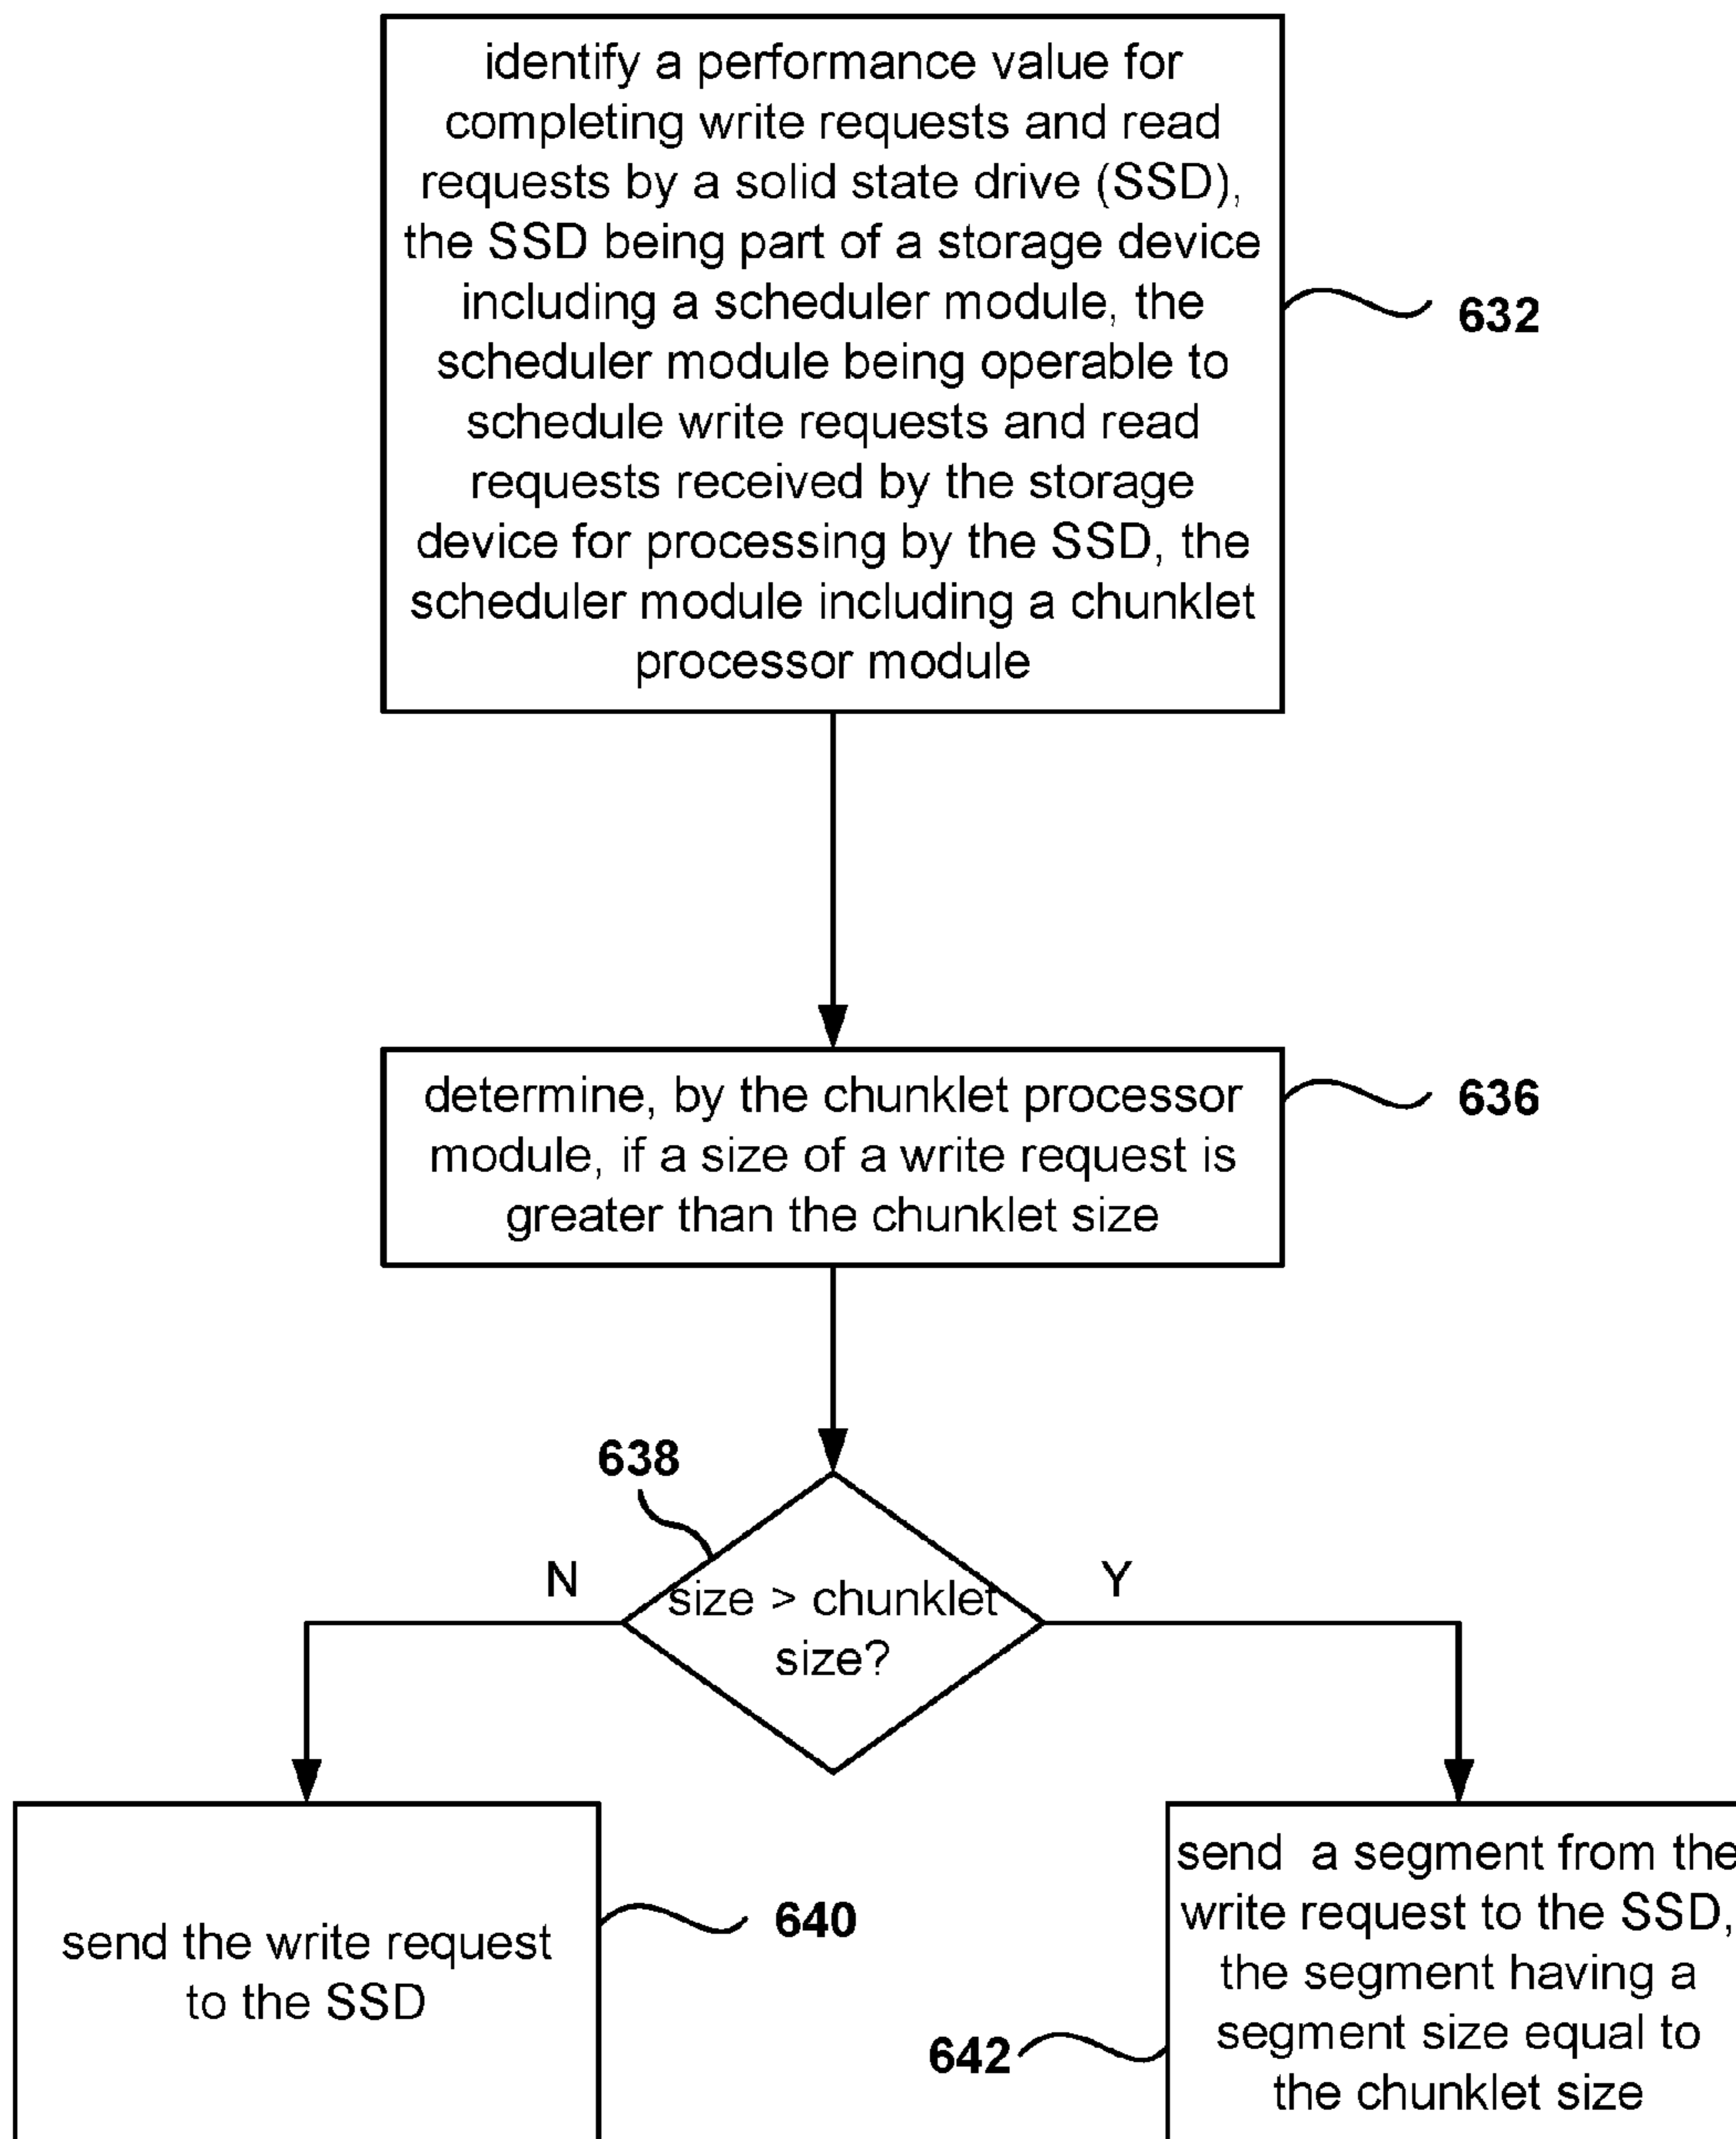 identify a performance value for
completing write requests and read
requests by a solid state drive (SSD),
the SSD being part of a storage device
including a scheduler module, the
scheduler module being operable to
schedule write requests and read
requests received by the storage
device for processing by the SSD, the
scheduler module including a chunklet
processor module
632
determine, by the chunklet processor
module, if a size of a write request is
greater than the chunklet size
636
638
N
size > chunklet
size?
Y
send the write request
to the SSD
640
send a segment from the
write request to the SSD,
the segment having a
segment size equal to
the chunklet size
642